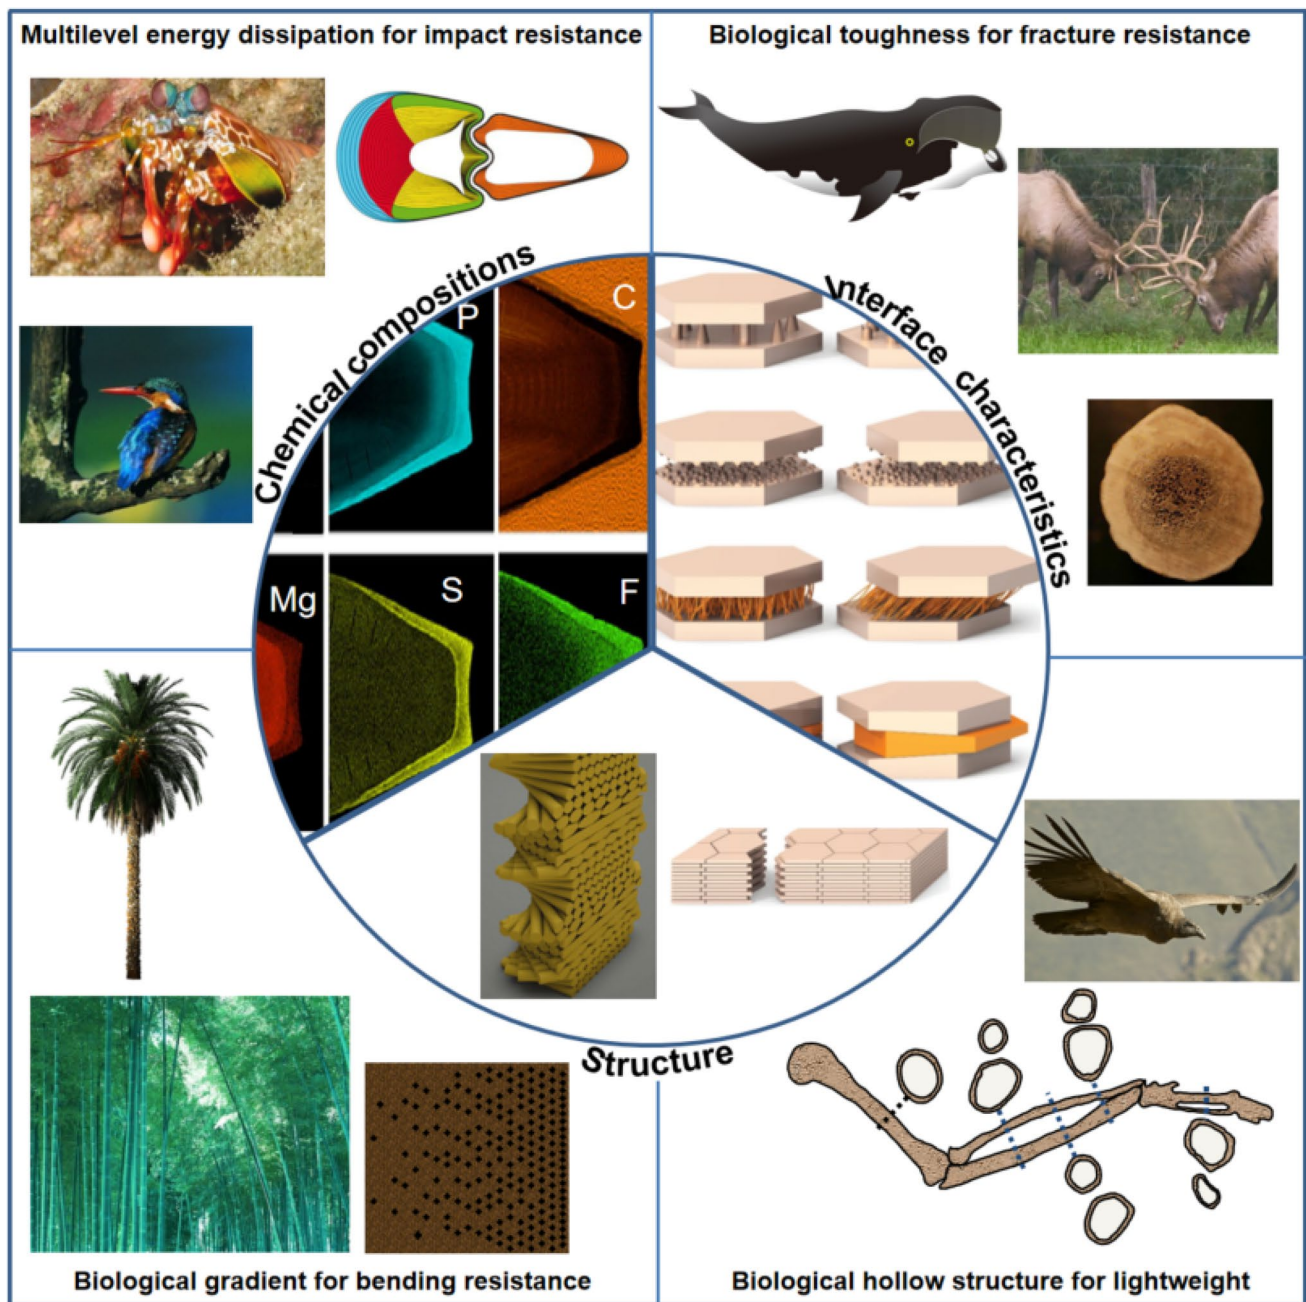 Multilevel energy dissipation for impact resistance
Biological toughness for fracture resistance
Chemical compositions
Interface characteristics
P
C
Mg
S
F
Structure
Biological gradient for bending resistance
Biological hollow structure for lightweight